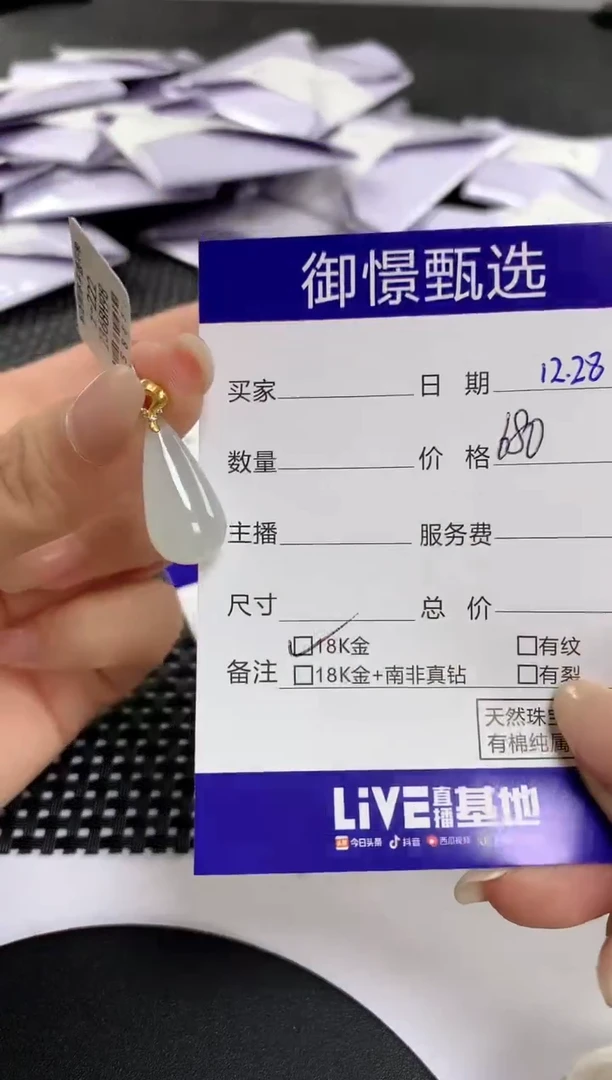 御憬甄选
买家 日 期 12.28
数量 价 格 680
主播 服务费
尺寸 总 价
18K金 有纹
备注 18K金+南非真钻 有裂
天然珠宝
有棉纯属
LiVE直播基地
今日头条 抖音 西瓜视频